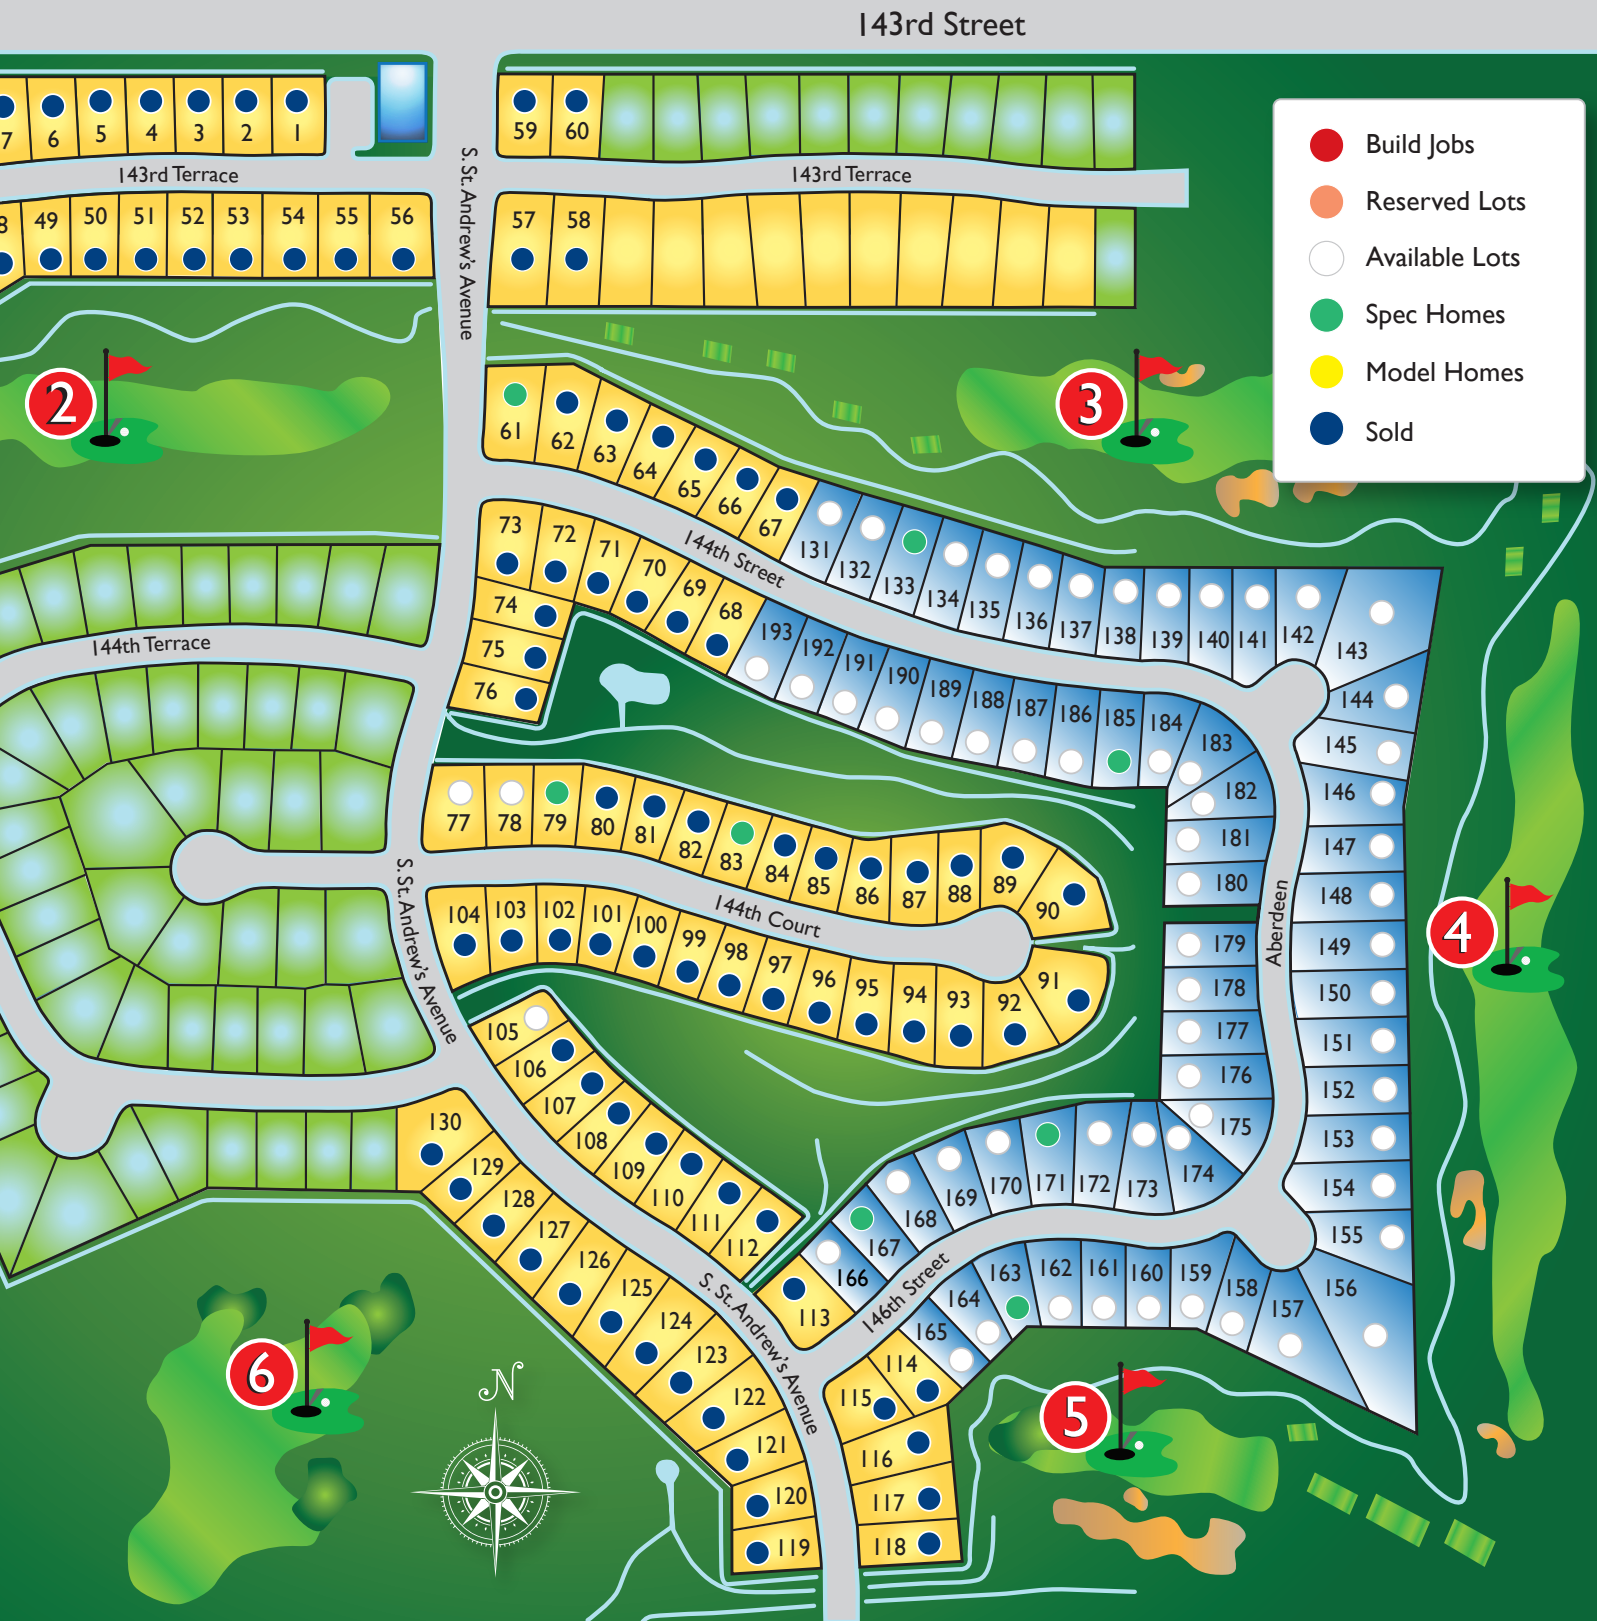 143rd Street
7 6 5 4 3 2 1
59 60
143rd Terrace
143rd Terrace
8 49 50 51 52 53 54 55 56
57 58
S. St. Andrew's Avenue
Build Jobs
Reserved Lots
Available Lots
Spec Homes
Model Homes
Sold
2
3
61 62 63 64 65 66 67
131 132 133 134 135 136 137 138 139 140 141 142 143
144th Street
73 72 71 70 69 68
193 192 191 190 189 188 187 186 185 184 183
74
75
76
144th Terrace
144
145
146
147
148
149
150
151
152
153
154
155
156
182
181
180
179
178
177
176
175
Aberdeen
4
77 78 79 80 81 82 83 84 85 86 87 88 89 90
144th Court
104 103 102 101 100 99 98 97 96 95 94 93 92 91
S. St. Andrew's Avenue
105
106
107
108
109
110
111
112
113
130
129
128
127
126
125
124
123
122
121
120
119
166 167 168 169 170 171 172 173 174
146th Street
165 164 163 162 161 160 159 158 157
S. St. Andrew's Avenue
114
115
116
117
118
6
5
N